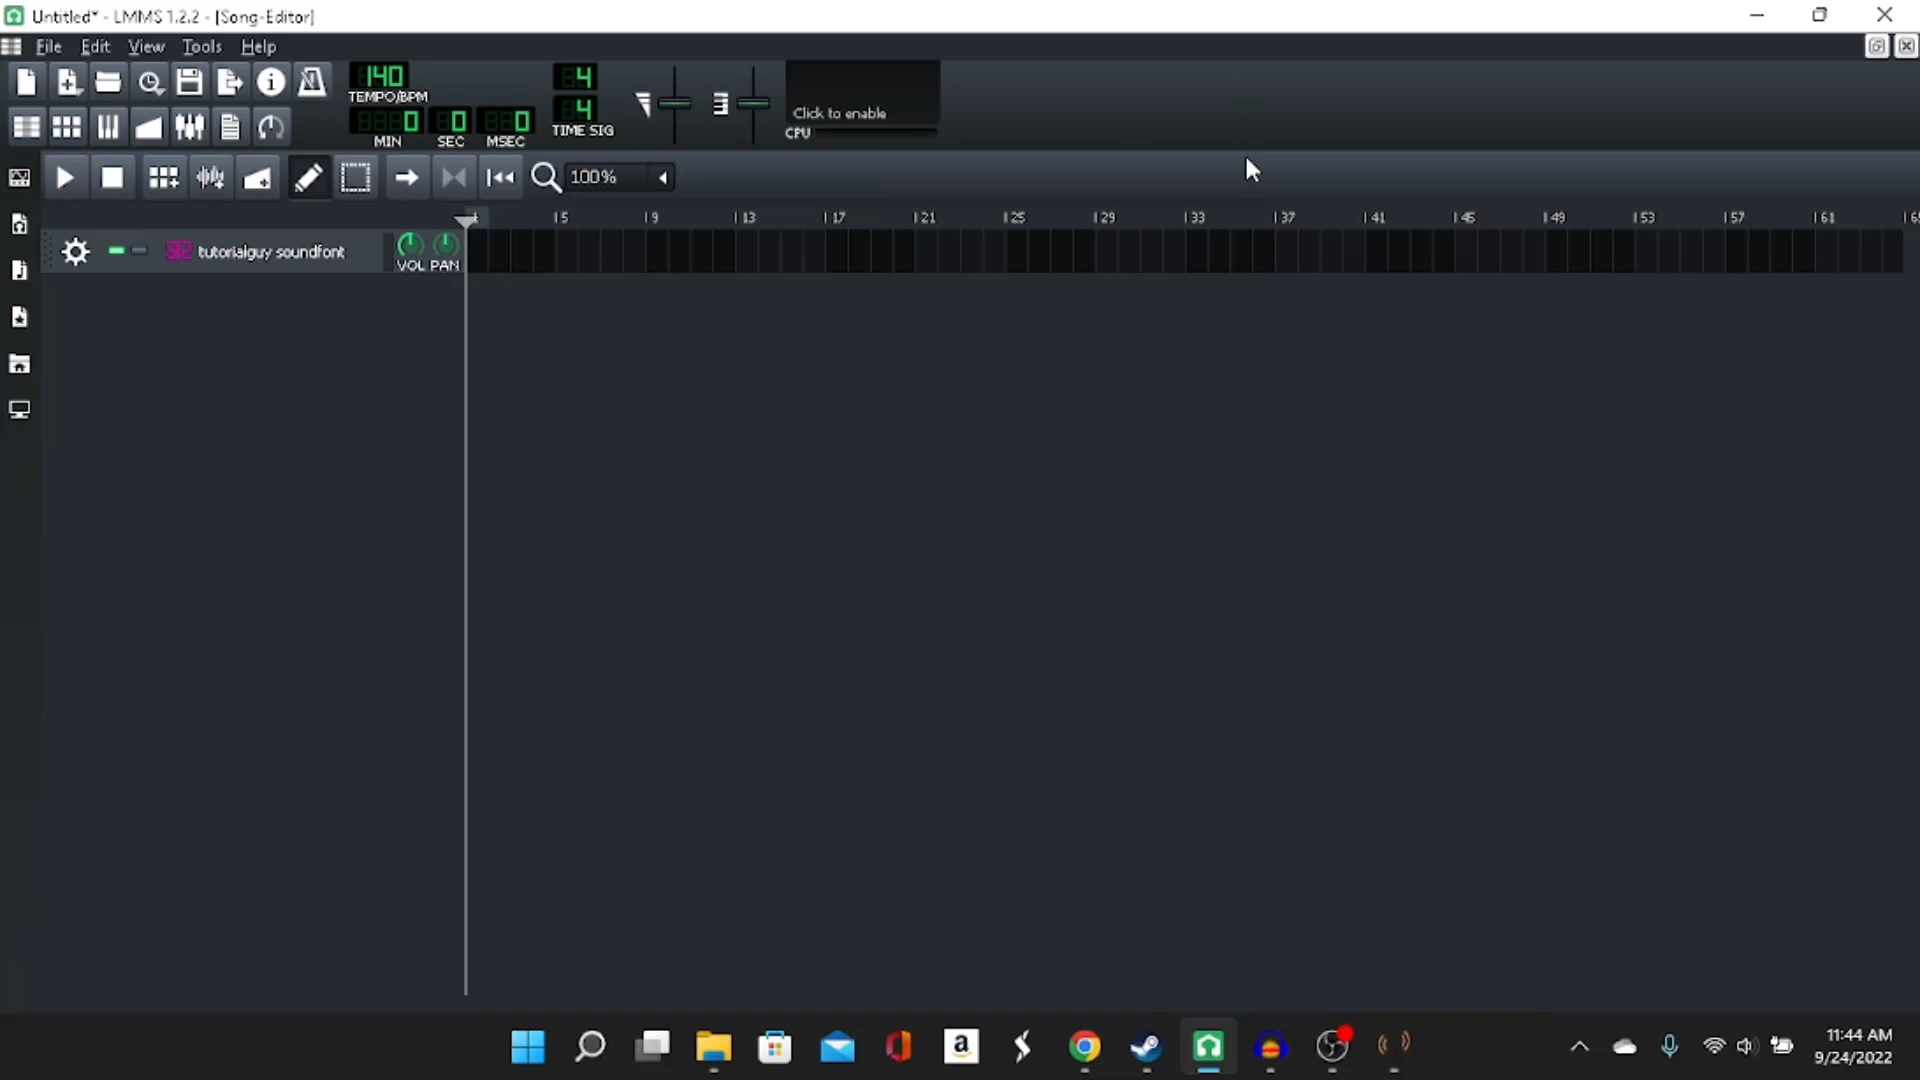 Untitled* - LMMS 1.2.2 - [Song-Editor]
File Edit View Tools Help
140
TEMPO/BPM
0 0 0
MIN SEC MSEC
4
4
TIME SIG
Click to enable
CPU
100%
5 9 13 17 21 25 29 33 37 41 45 49 53 57 61
tutorialguy soundfont
VOL PAN
11:44 AM
9/24/2022